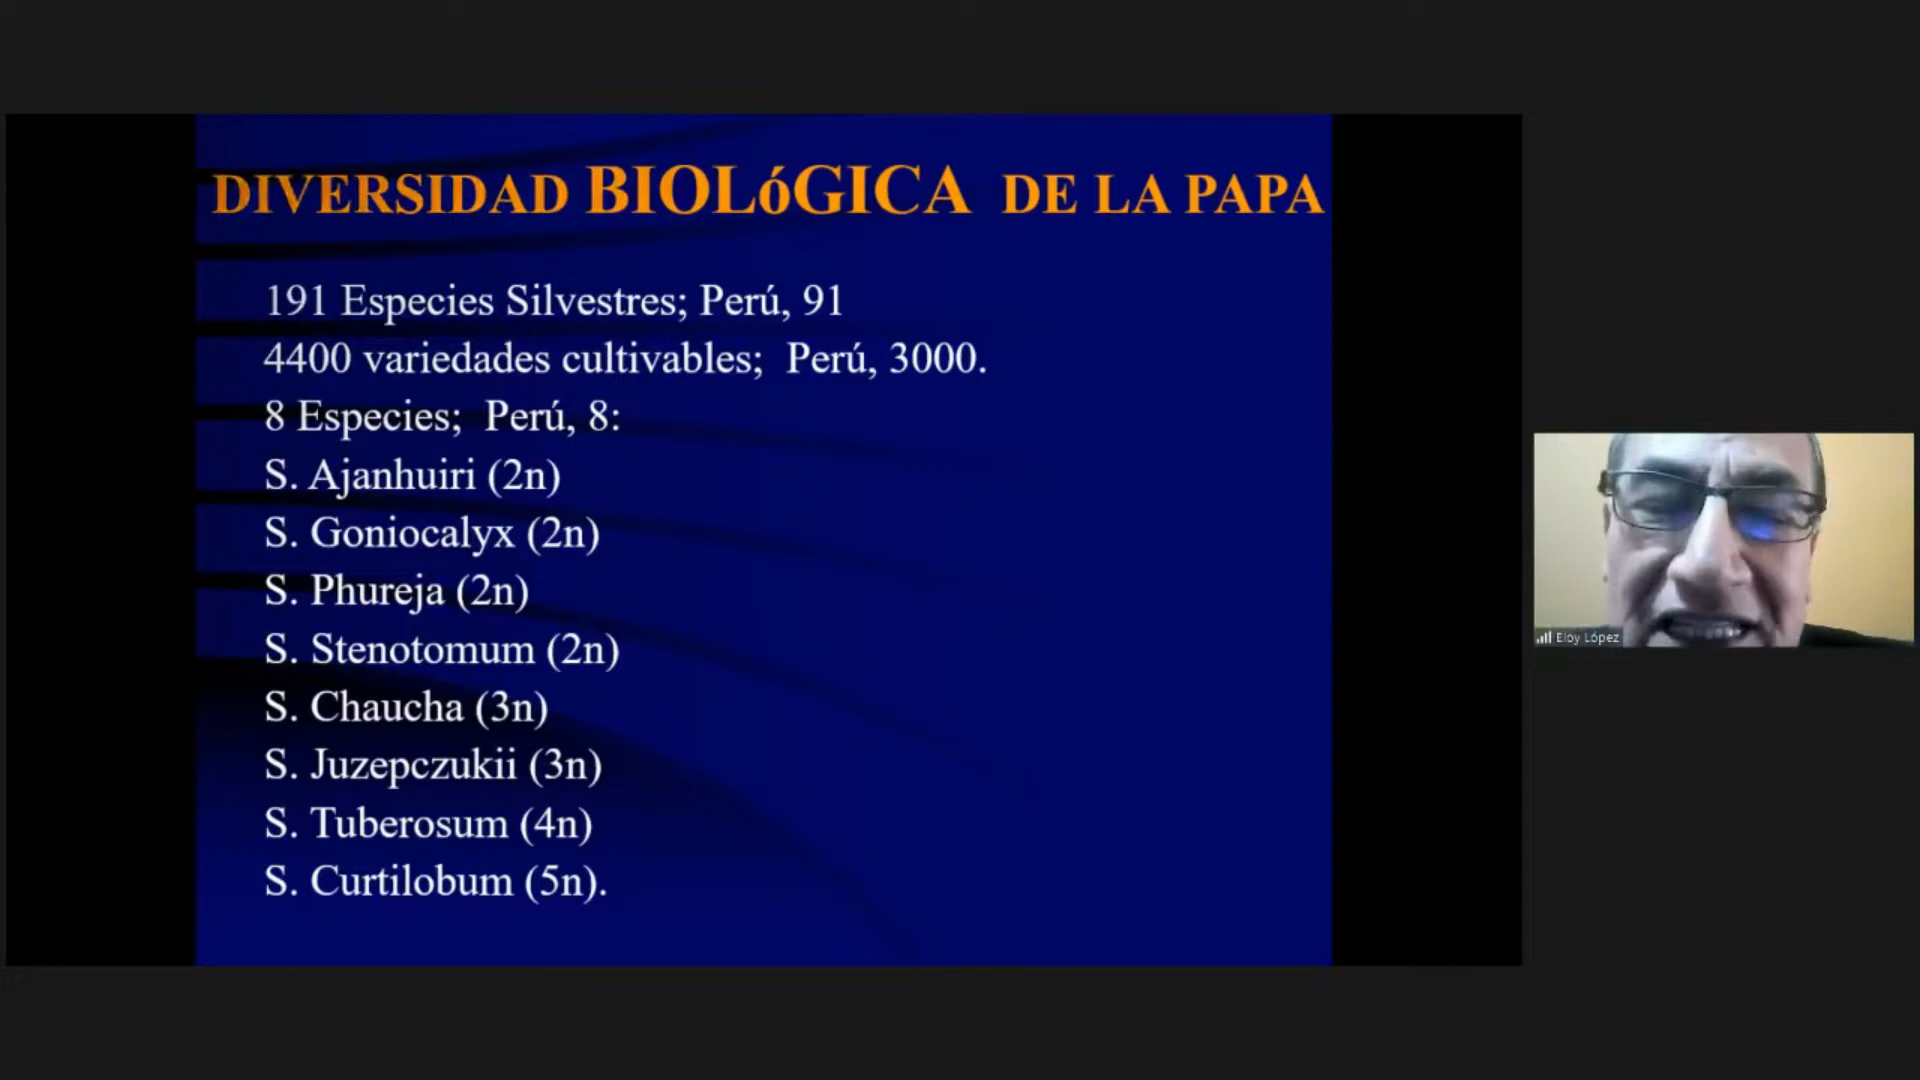 DIVERSIDAD BIOLóGICA DE LA PAPA
191 Especies Silvestres; Perú, 91
4400 variedades cultivables; Perú, 3000.
8 Especies; Perú, 8:
S. Ajanhuiri (2n)
S. Goniocalyx (2n)
S. Phureja (2n)
S. Stenotomum (2n)
S. Chaucha (3n)
S. Juzepczukii (3n)
S. Tuberosum (4n)
S. Curtilobum (5n).
Eloy López